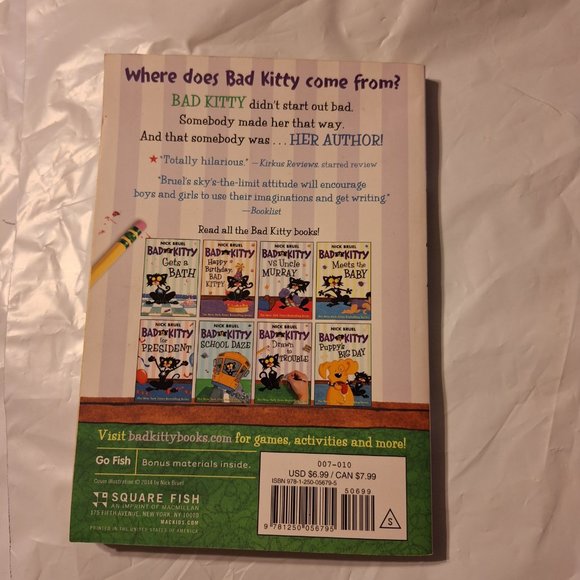 Where does Bad Kitty come from?
BAD KITTY didn't start out bad.
Somebody made her that way.
And that somebody was . . . HER AUTHOR!
★ "Totally hilarious." —Kirkus Reviews, starred review
"Bruel's sky's-the-limit attitude will encourage
boys and girls to use their imaginations and get writing."
—Booklist
Read all the Bad Kitty books!
NICK BRUEL
BAD KITTY
Gets a
BATH
NICK BRUEL
BAD KITTY
Happy
Birthday,
BAD
KITTY
NICK BRUEL
BAD KITTY
VS Uncle
MURRAY
NICK BRUEL
BAD KITTY
Meets the
BABY
NICK BRUEL
BAD KITTY
for
PRESIDENT
NICK BRUEL
BAD KITTY
SCHOOL DAZE
NICK BRUEL
BAD KITTY
Drawn
to
TROUBLE
NICK BRUEL
BAD KITTY
Puppy's
BIG DAY
Visit badkittybooks.com for games, activities and more!
Go Fish Bonus materials inside.
Cover illustration © 2014 by Nick Bruel
SQUARE FISH
AN IMPRINT OF MACMILLAN
175 FIFTH AVENUE, NEW YORK, NY 10010
MACKIDS.COM
PRINTED IN THE UNITED STATES OF AMERICA
007-010
USD $6.99 / CAN $7.99
ISBN 978-1-250-05679-5
50699
9 781250 056795
S